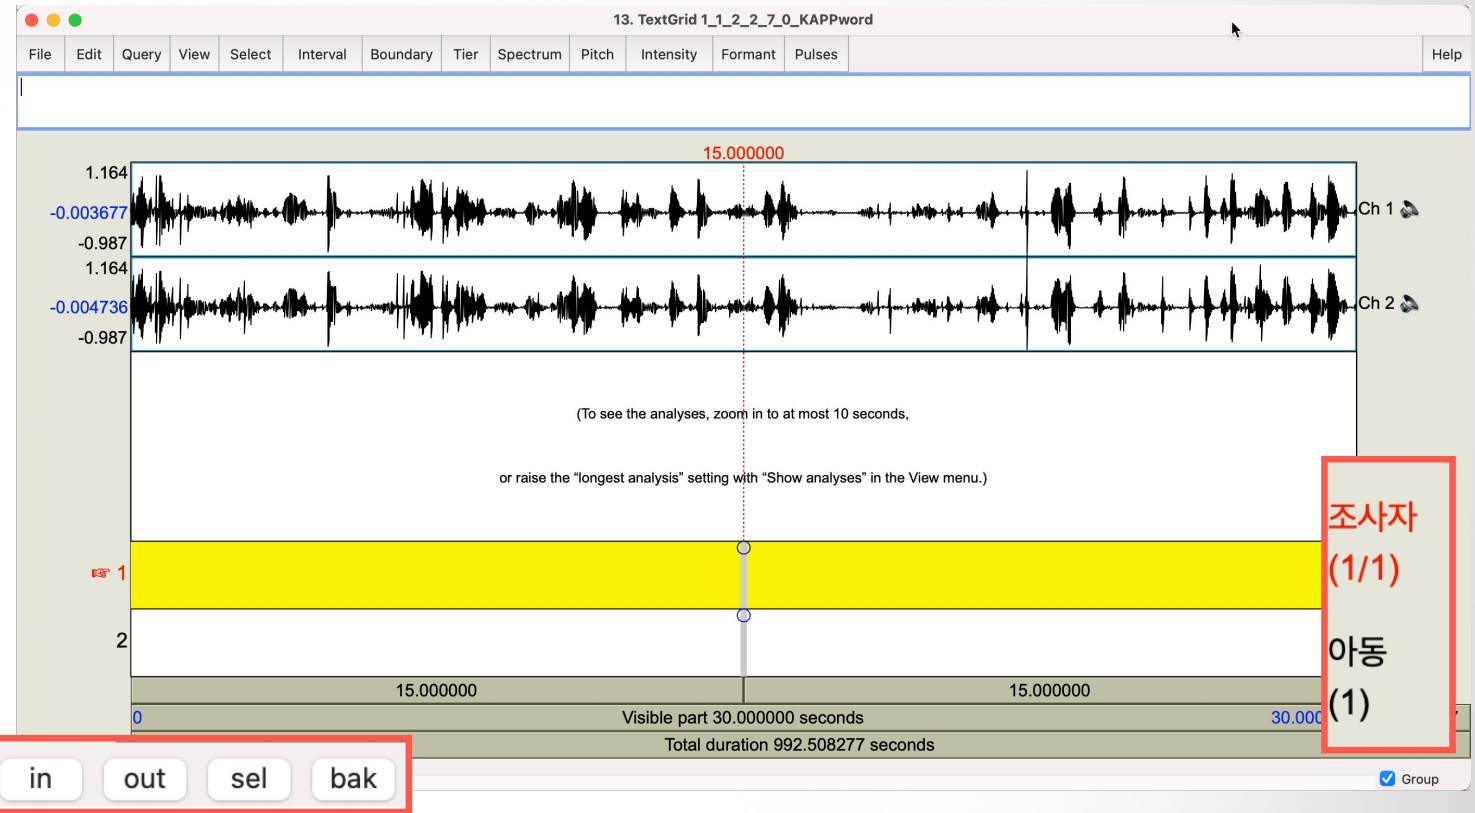 13. TextGrid 1_1_2_2_7_0_KAPPword
File Edit Query View Select Interval Boundary Tier Spectrum Pitch Intensity Formant Pulses Help
15.000000
1.164
-0.003677
-0.987
Ch 1
1.164
-0.004736
-0.987
Ch 2
(To see the analyses, zoom in to at most 10 seconds,
or raise the “longest analysis” setting with “Show analyses” in the View menu.)
1
조사자
(1/1)
2
아동
(1)
15.000000 15.000000
0 Visible part 30.000000 seconds
Total duration 992.508277 seconds
in out sel bak
Group